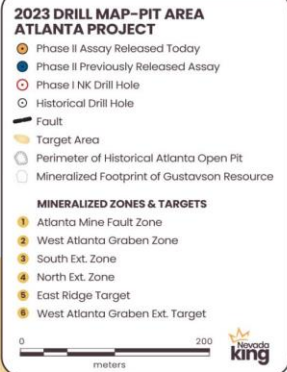 2023 DRILL MAP-PIT AREA
ATLANTA PROJECT
Phase II Assay Released Today
Phase II Previously Released Assay
Phase I NK Drill Hole
Historical Drill Hole
Fault
Target Area
Perimeter of Historical Atlanta Open Pit
Mineralized Footprint of Gustavson Resource
MINERALIZED ZONES & TARGETS
1 Atlanta Mine Fault Zone
2 West Atlanta Graben Zone
3 South Ext. Zone
4 North Ext. Zone
5 East Ridge Target
6 West Atlanta Graben Ext. Target
0 200
meters
Nevada
king